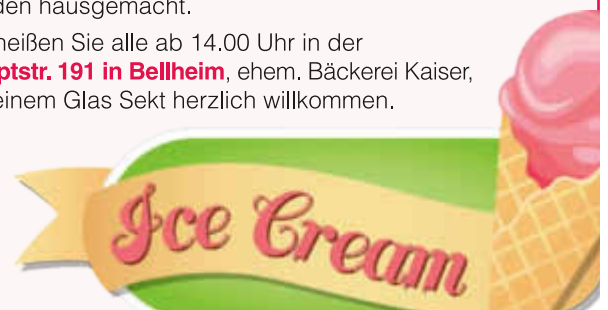 den hausgemacht.
heißen Sie alle ab 14.00 Uhr in der
ptstr. 191 in Bellheim, ehem. Bäckerei Kaiser,
einem Glas Sekt herzlich willkommen.
Ice Cream